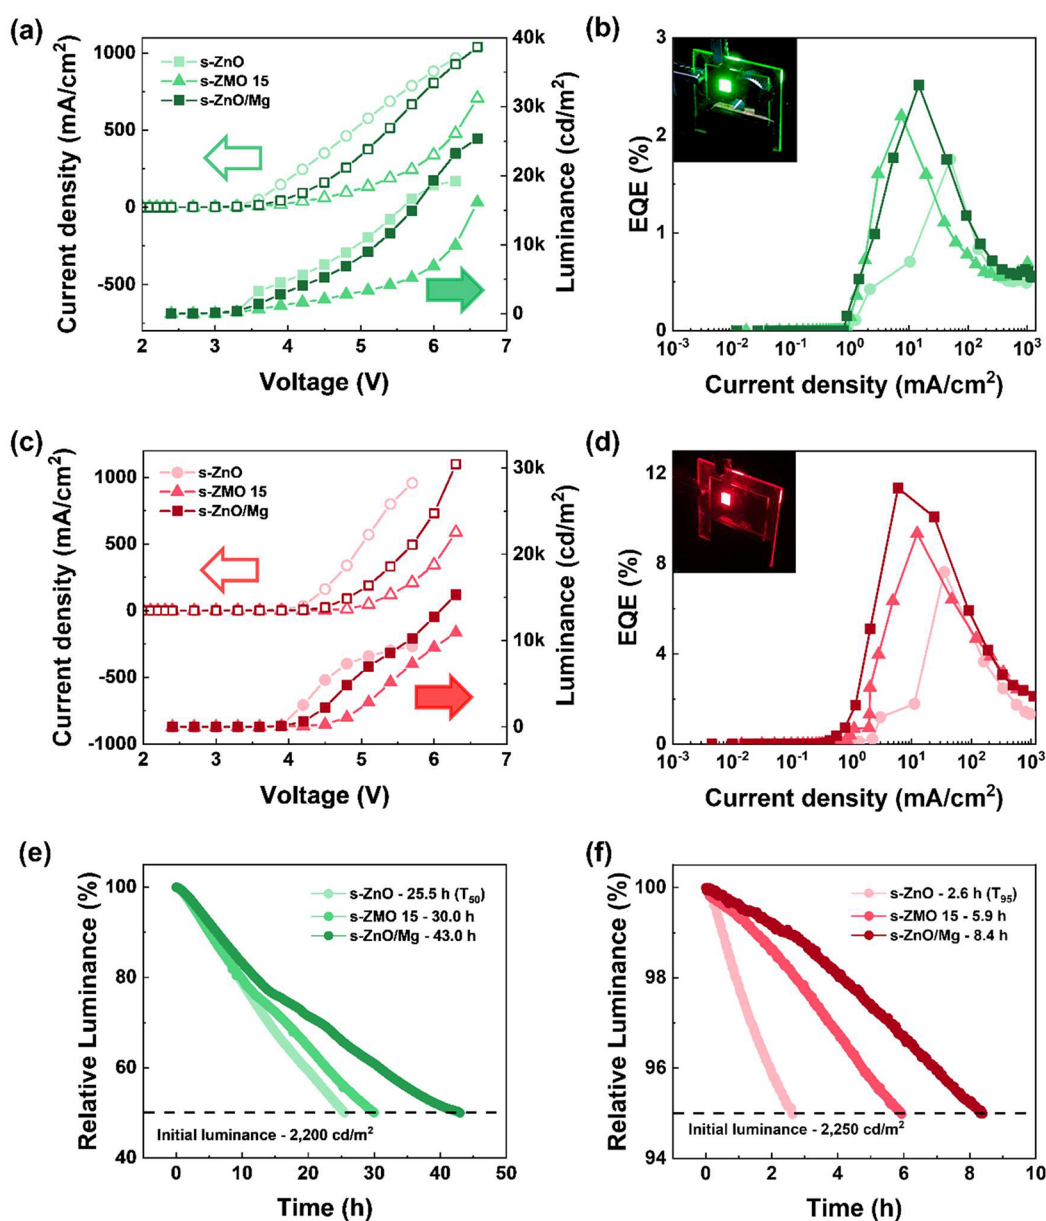 (a)
1000
500
0
-500
Current density (mA/cm²)
s-ZnO
s-ZMO 15
s-ZnO/Mg
40k
30k
20k
10k
0
Luminance (cd/m²)
2 3 4 5 6 7
Voltage (V)
(b)
3
2
1
0
EQE (%)
10⁻³ 10⁻² 10⁻¹ 10⁰ 10¹ 10² 10³
Current density (mA/cm²)
(c)
1000
500
0
-500
-1000
Current density (mA/cm²)
s-ZnO
s-ZMO 15
s-ZnO/Mg
30k
20k
10k
0
Luminance (cd/m²)
2 3 4 5 6 7
Voltage (V)
(d)
12
8
4
0
EQE (%)
10⁻³ 10⁻² 10⁻¹ 10⁰ 10¹ 10² 10³
Current density (mA/cm²)
(e)
100
80
60
40
Relative Luminance (%)
s-ZnO - 25.5 h (T₅₀)
s-ZMO 15 - 30.0 h
s-ZnO/Mg - 43.0 h
Initial luminance - 2,200 cd/m²
0 10 20 30 40 50
Time (h)
(f)
100
98
96
94
Relative Luminance (%)
s-ZnO - 2.6 h (T₉₅)
s-ZMO 15 - 5.9 h
s-ZnO/Mg - 8.4 h
Initial luminance - 2,250 cd/m²
0 2 4 6 8 10
Time (h)